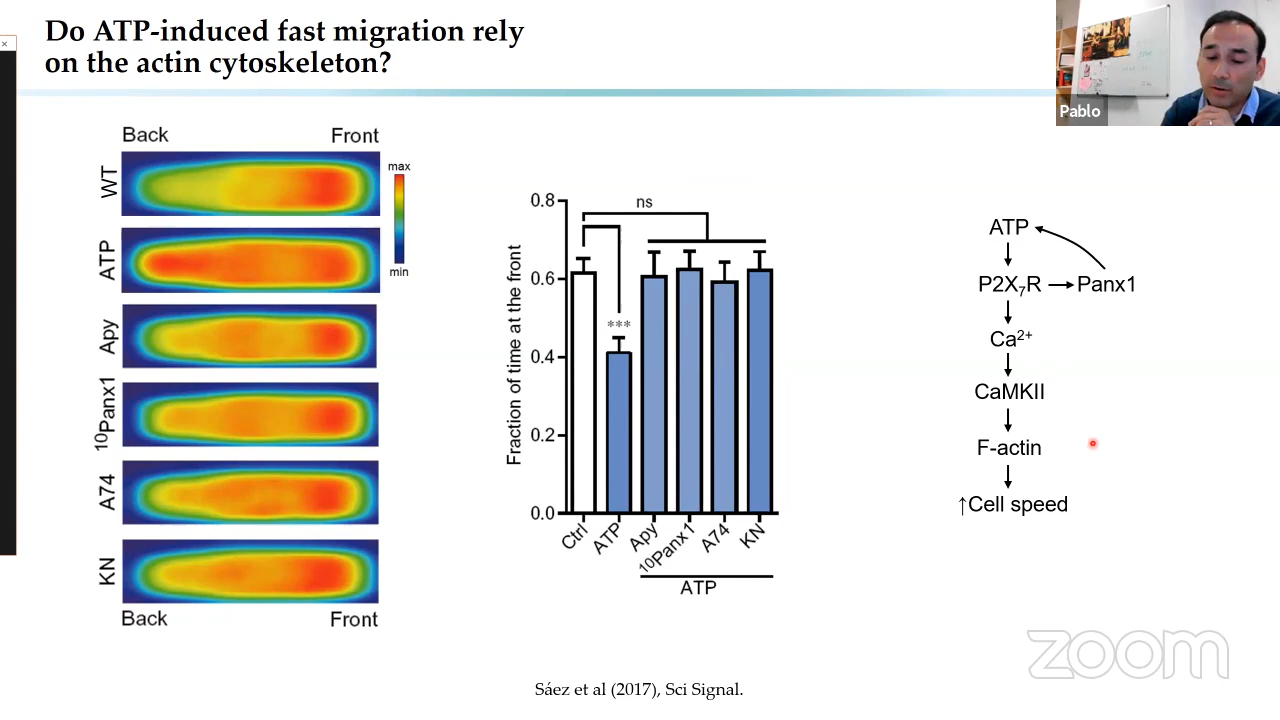 Do ATP-induced fast migration rely
on the actin cytoskeleton?
Pablo
Back Front
WT
ATP
Apy
¹⁰Panx1
A74
KN
Back Front
max
min
Fraction of time at the front
0.8
0.6
0.4
0.2
0.0
ns
***
Ctrl ATP Apy ¹⁰Panx1 A74 KN
ATP
ATP
P2X₇R → Panx1
Ca²⁺
CaMKII
F-actin
↑Cell speed
Sáez et al (2017), Sci Signal.
zoom